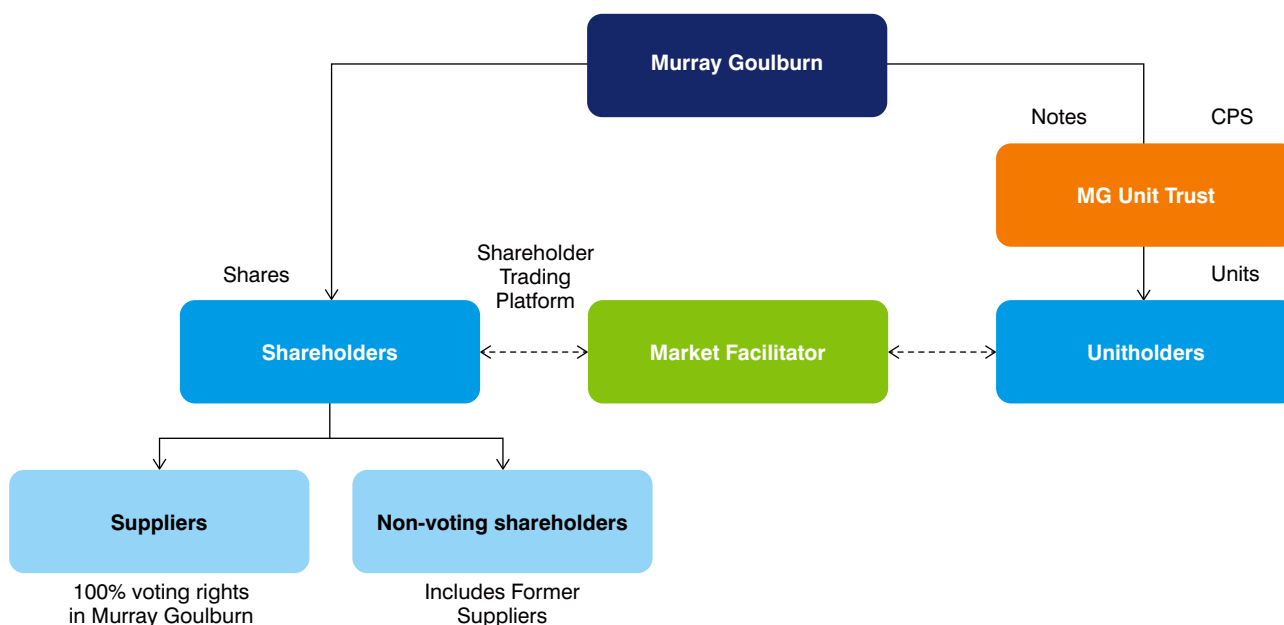 Murray Goulburn
Notes
CPS
MG Unit Trust
Shareholder
Trading
Platform
Shares
Units
Shareholders
Market Facilitator
Unitholders
Suppliers
Non-voting shareholders
100% voting rights
in Murray Goulburn
Includes Former
Suppliers